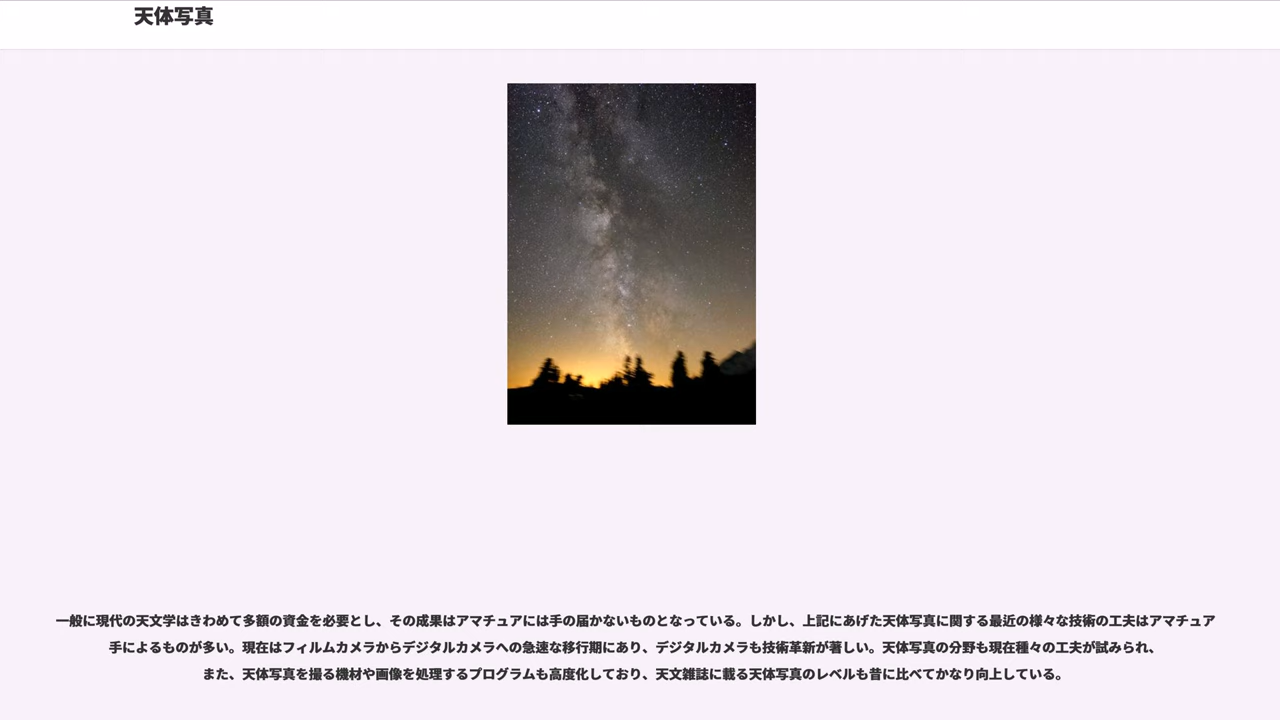 天体写真
一般に現代の天文学はきわめて多額の資金を必要とし、その成果はアマチュアには手の届かないものとなっている。しかし、上記にあげた天体写真に関する最近の様々な技術の工夫はアマチュア
手によるものが多い。現在はフィルムカメラからデジタルカメラへの急速な移行期にあり、デジタルカメラも技術革新が著しい。天体写真の分野も現在種々の工夫が試みられ、
また、天体写真を撮る機材や画像を処理するプログラムも高度化しており、天文雑誌に載る天体写真のレベルも昔に比べてかなり向上している。